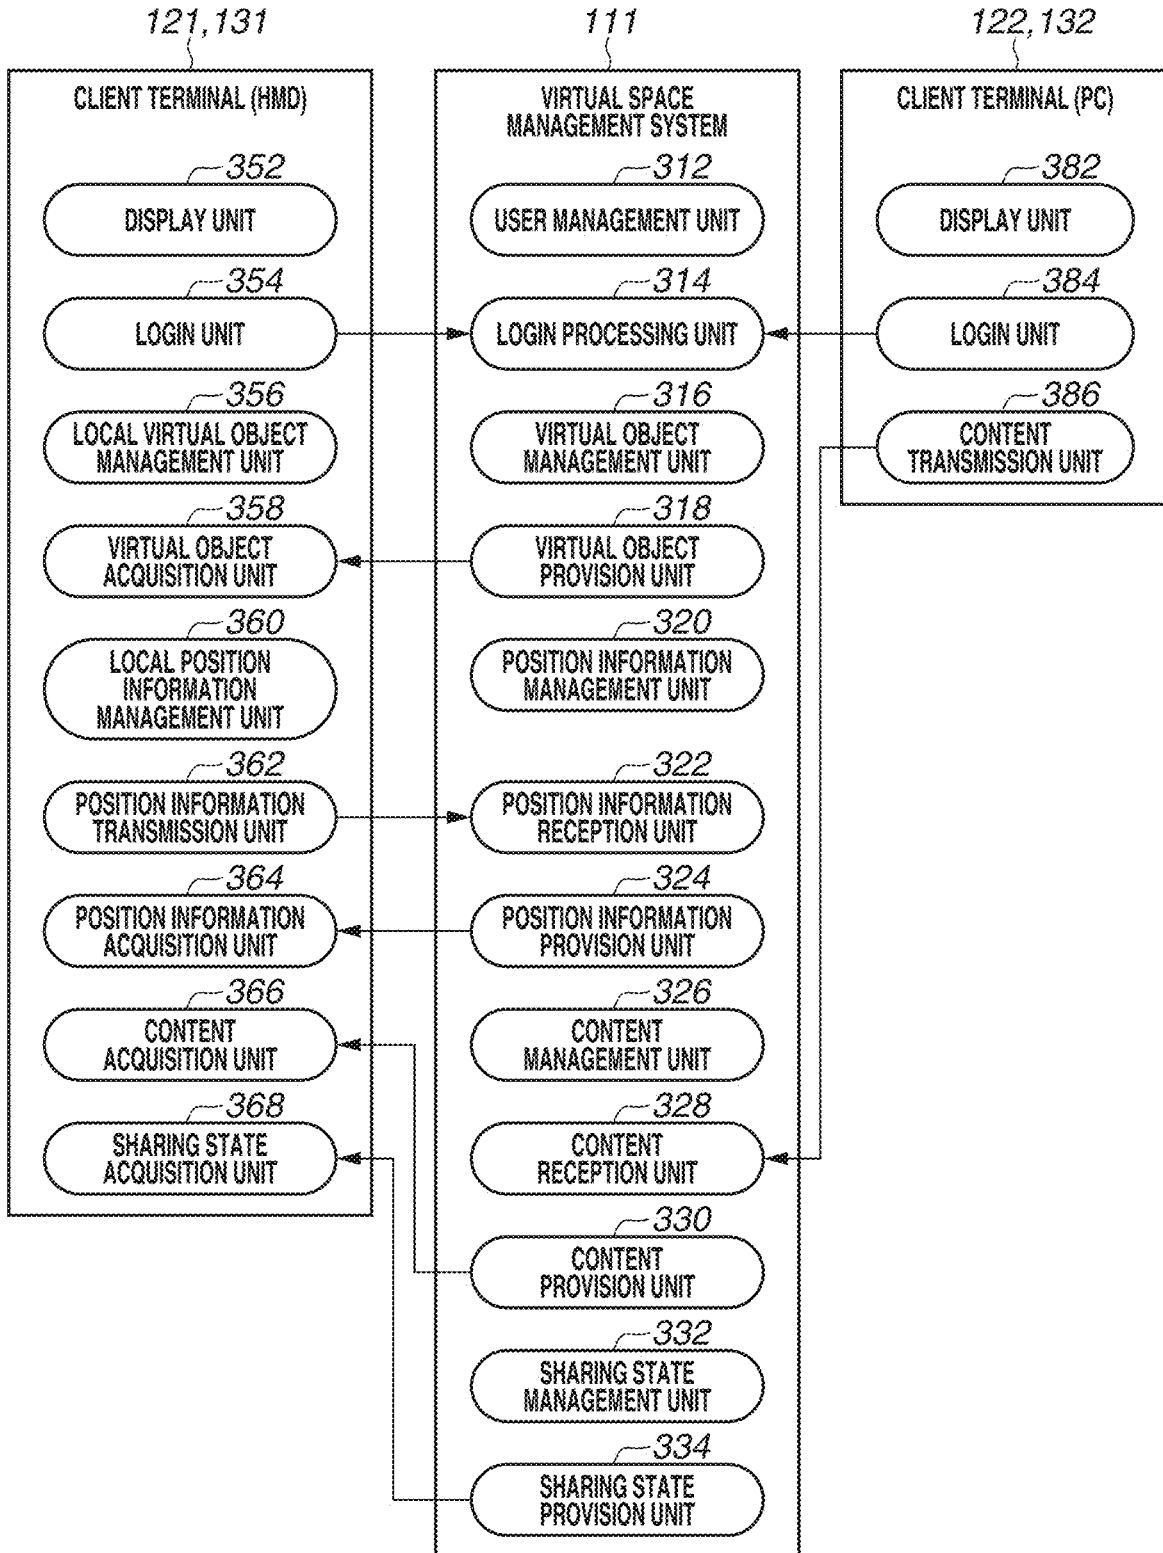 121,131
CLIENT TERMINAL (HMD)
352
DISPLAY UNIT
354
LOGIN UNIT
356
LOCAL VIRTUAL OBJECT
MANAGEMENT UNIT
358
VIRTUAL OBJECT
ACQUISITION UNIT
360
LOCAL POSITION
INFORMATION
MANAGEMENT UNIT
362
POSITION INFORMATION
TRANSMISSION UNIT
364
POSITION INFORMATION
ACQUISITION UNIT
366
CONTENT
ACQUISITION UNIT
368
SHARING STATE
ACQUISITION UNIT
111
VIRTUAL SPACE
MANAGEMENT SYSTEM
312
USER MANAGEMENT UNIT
314
LOGIN PROCESSING UNIT
316
VIRTUAL OBJECT
MANAGEMENT UNIT
318
VIRTUAL OBJECT
PROVISION UNIT
320
POSITION INFORMATION
MANAGEMENT UNIT
322
POSITION INFORMATION
RECEPTION UNIT
324
POSITION INFORMATION
PROVISION UNIT
326
CONTENT
MANAGEMENT UNIT
328
CONTENT
RECEPTION UNIT
330
CONTENT
PROVISION UNIT
332
SHARING STATE
MANAGEMENT UNIT
334
SHARING STATE
PROVISION UNIT
122,132
CLIENT TERMINAL (PC)
382
DISPLAY UNIT
384
LOGIN UNIT
386
CONTENT
TRANSMISSION UNIT